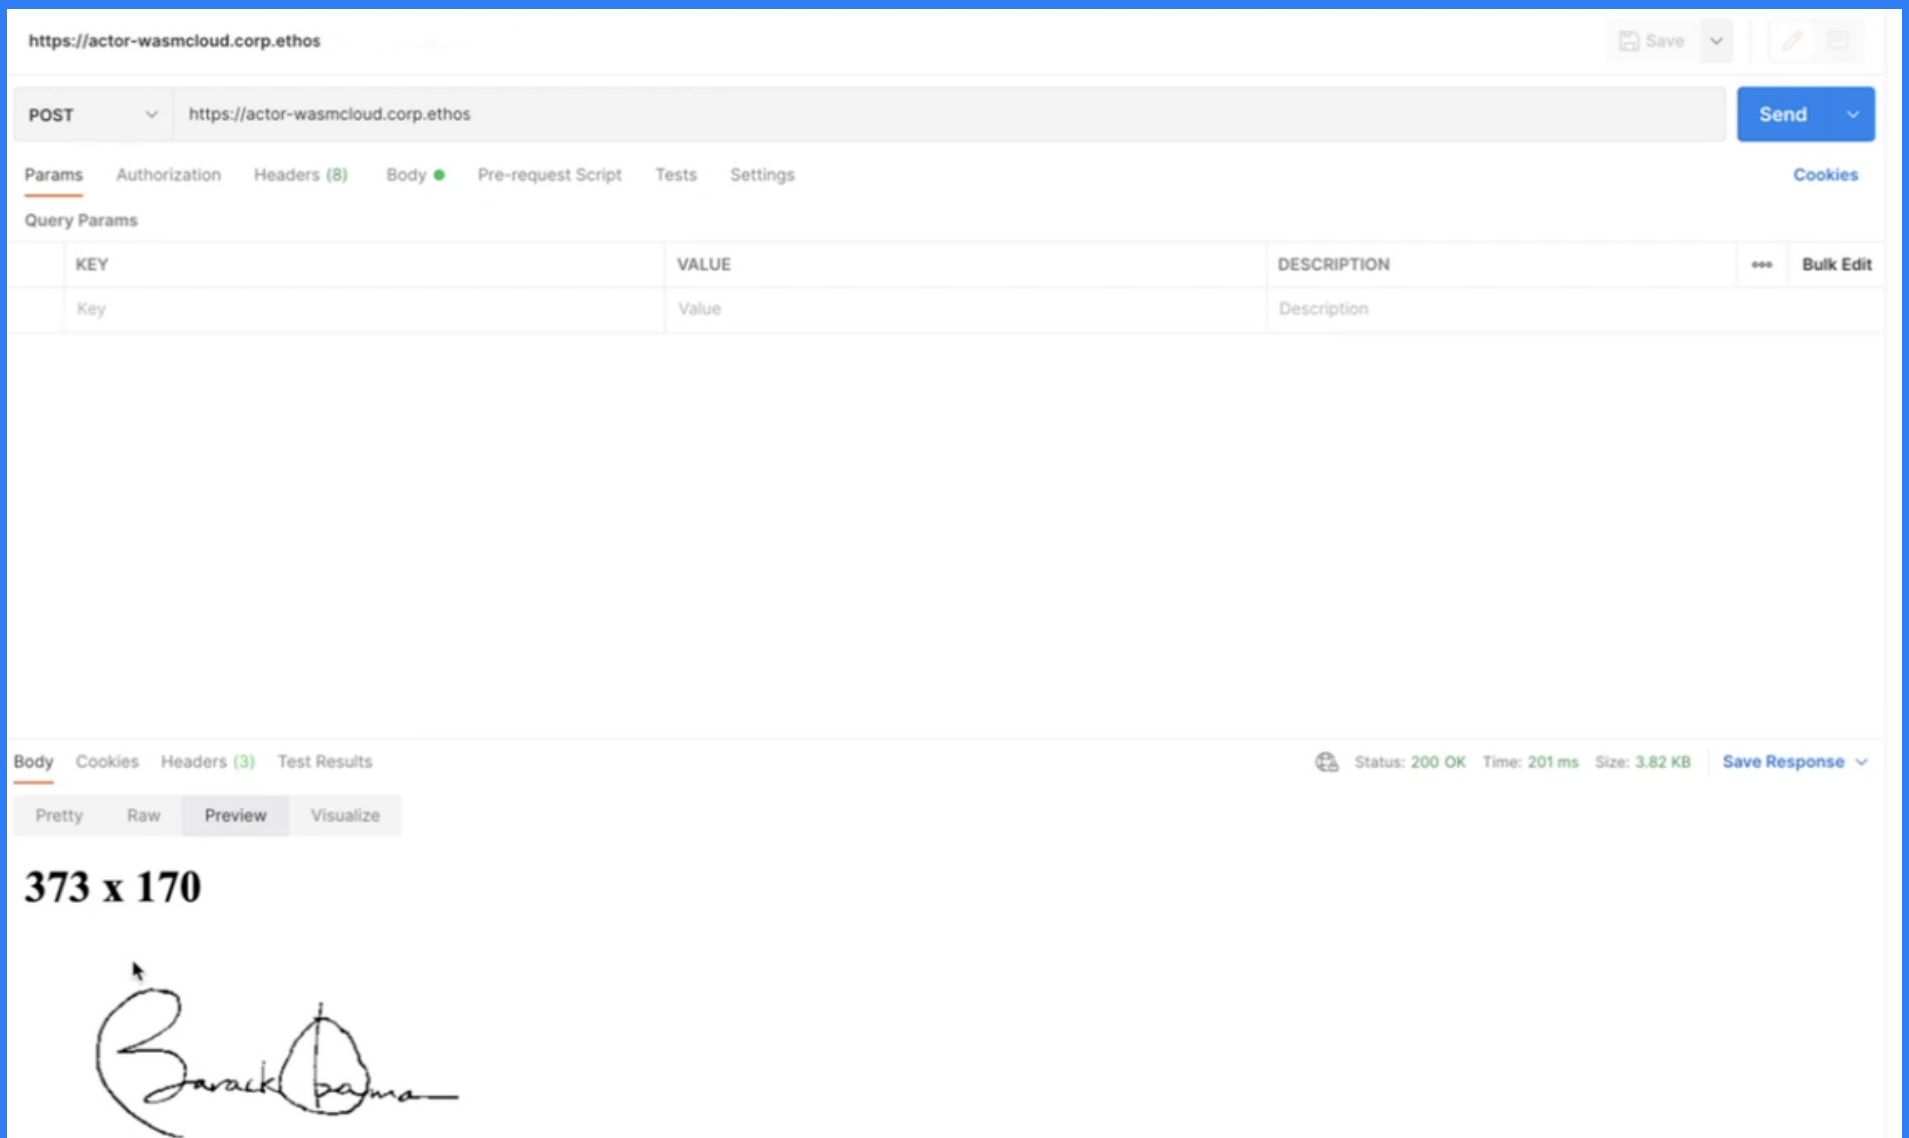 https://actor-wasmcloud.corp.ethos
Save
POST https://actor-wasmcloud.corp.ethos Send
Params Authorization Headers (8) Body Pre-request Script Tests Settings Cookies
Query Params
KEY VALUE DESCRIPTION ••• Bulk Edit
Key Value Description
Body Cookies Headers (3) Test Results Status: 200 OK Time: 201 ms Size: 3.82 KB Save Response
Pretty Raw Preview Visualize
373 x 170
Barack Obama